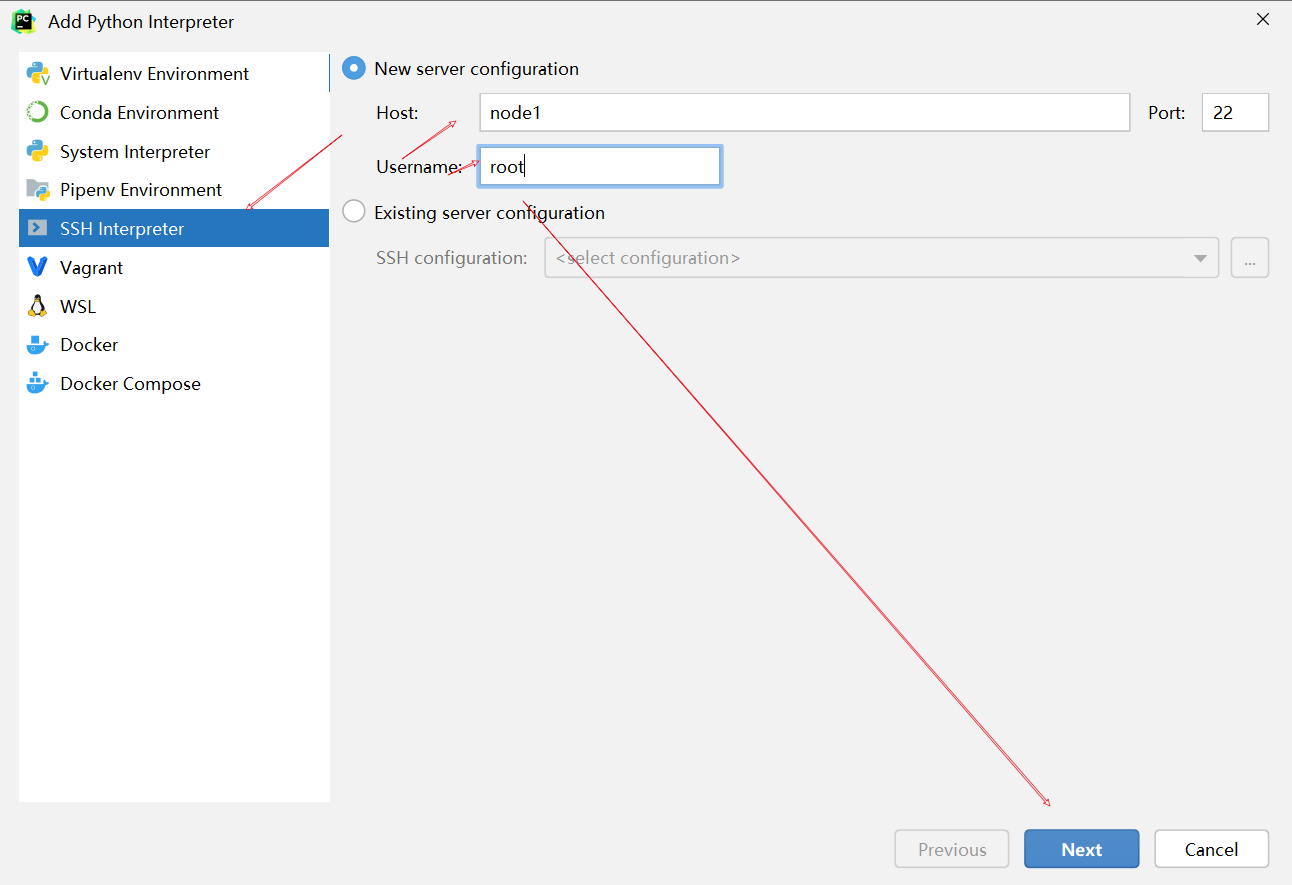 Add Python Interpreter
Virtualenv Environment
Conda Environment
System Interpreter
Pipenv Environment
SSH Interpreter
Vagrant
WSL
Docker
Docker Compose
New server configuration
Host: node1 Port: 22
Username: root
Existing server configuration
SSH configuration: <select configuration> ...
Previous Next Cancel